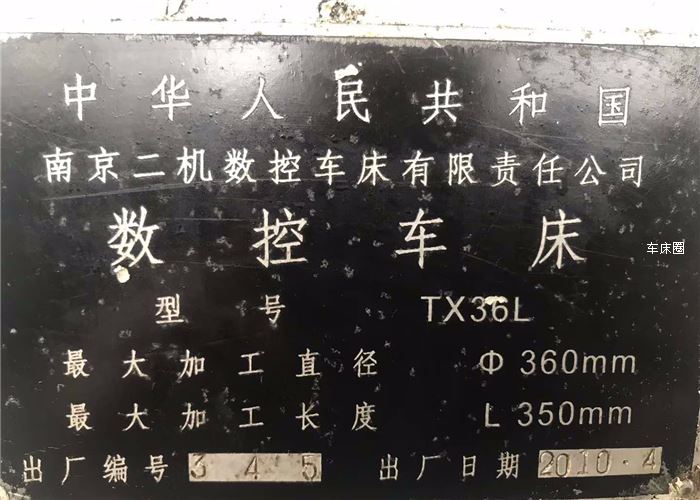 中华人民共和国
南京二机数控车床有限责任公司
数控车床
车床圈
型号 TX36L
最大加工直径 Φ 360mm
最大加工长度 L 350mm
出厂编号 345 出厂日期 2010.4